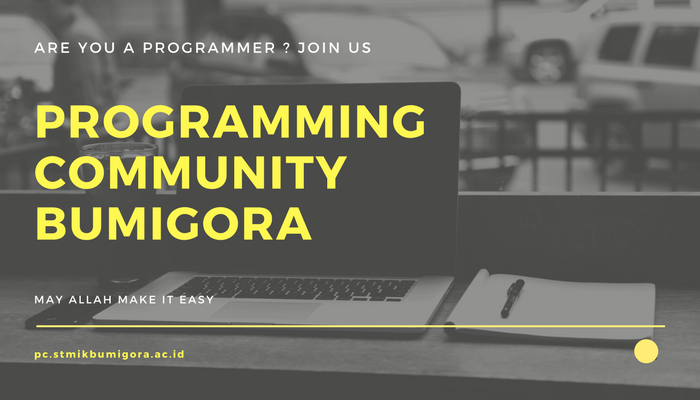 ARE YOU A PROGRAMMER ? JOIN US
PROGRAMMING
COMMUNITY
BUMIGORA
MAY ALLAH MAKE IT EASY
pc.stmikbumigora.ac.id